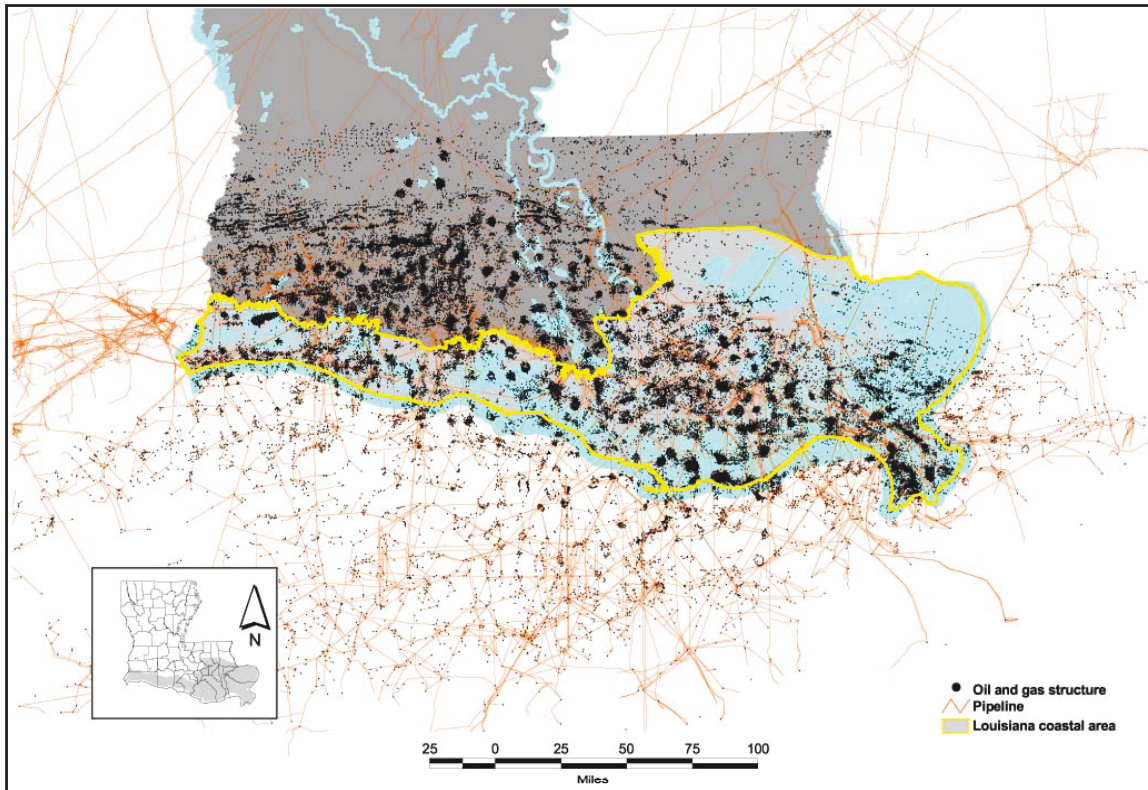 N
Oil and gas structure
Pipeline
Louisiana coastal area
25 0 25 50 75 100
Miles